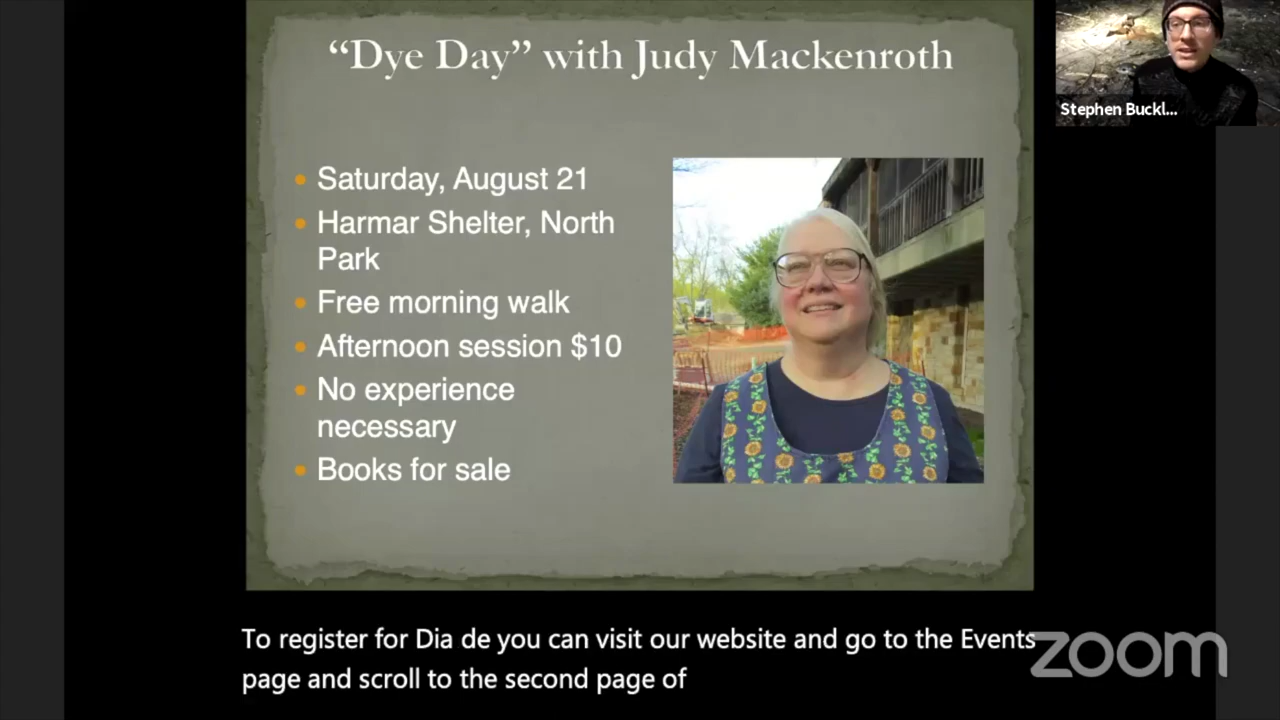 “Dye Day” with Judy Mackenroth
Stephen Buckl...
• Saturday, August 21
• Harmar Shelter, North
Park
• Free morning walk
• Afternoon session $10
• No experience
necessary
• Books for sale
To register for Dia de you can visit our website and go to the Events
page and scroll to the second page of
zoom